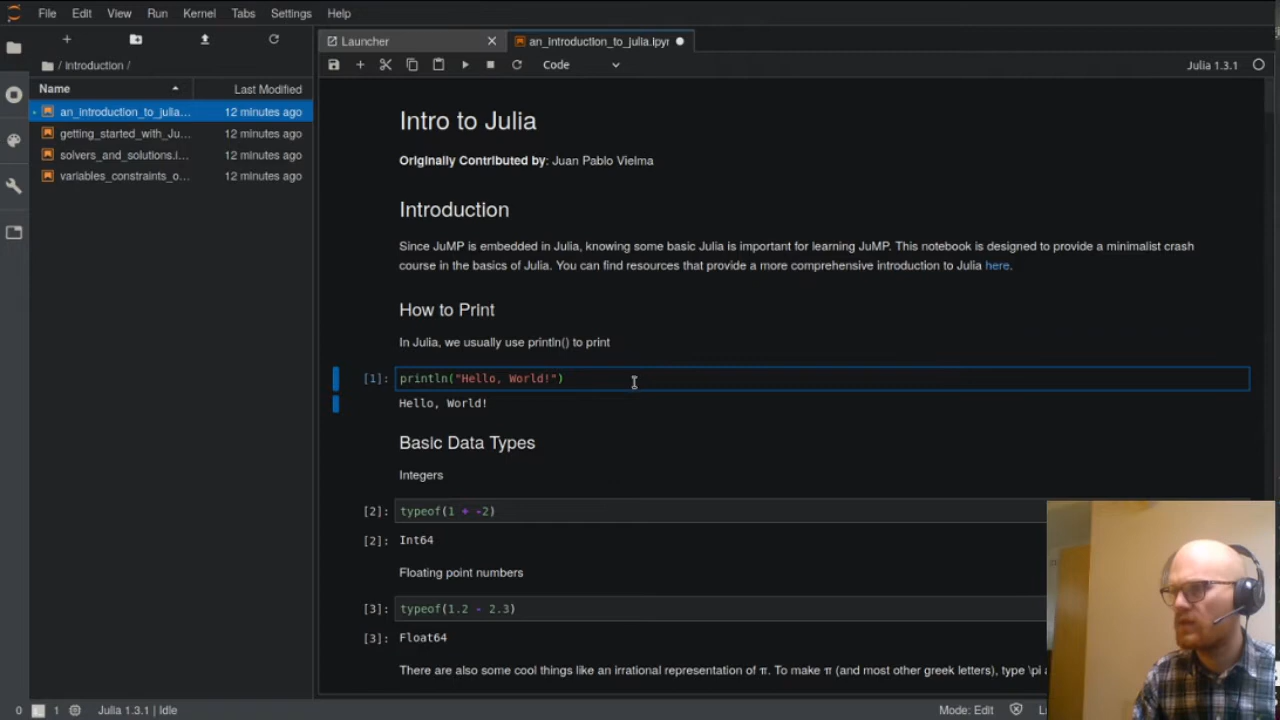 File Edit View Run Kernel Tabs Settings Help
Launcher
an_introduction_to_julia.ipyr
/ introduction /
Code
Julia 1.3.1
Name
Last Modified
an_introduction_to_julia... 12 minutes ago
getting_started_with_Ju... 12 minutes ago
solvers_and_solutions.i... 12 minutes ago
variables_constraints_o... 12 minutes ago
Intro to Julia
Originally Contributed by: Juan Pablo Vielma
Introduction
Since JuMP is embedded in Julia, knowing some basic Julia is important for learning JuMP. This notebook is designed to provide a minimalist crash
course in the basics of Julia. You can find resources that provide a more comprehensive introduction to Julia here.
How to Print
In Julia, we usually use println() to print
[1]: println("Hello, World!")
Hello, World!
Basic Data Types
Integers
[2]: typeof(1 + -2)
[2]: Int64
Floating point numbers
[3]: typeof(1.2 - 2.3)
[3]: Float64
There are also some cool things like an irrational representation of π. To make π (and most other greek letters), type \pi
0 1 Julia 1.3.1 | Idle
Mode: Edit